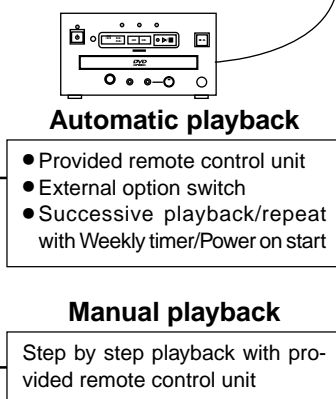 DVD
Automatic playback
● Provided remote control unit
● External option switch
● Successive playback/repeat
with Weekly timer/Power on start
Manual playback
Step by step playback with pro-
vided remote control unit